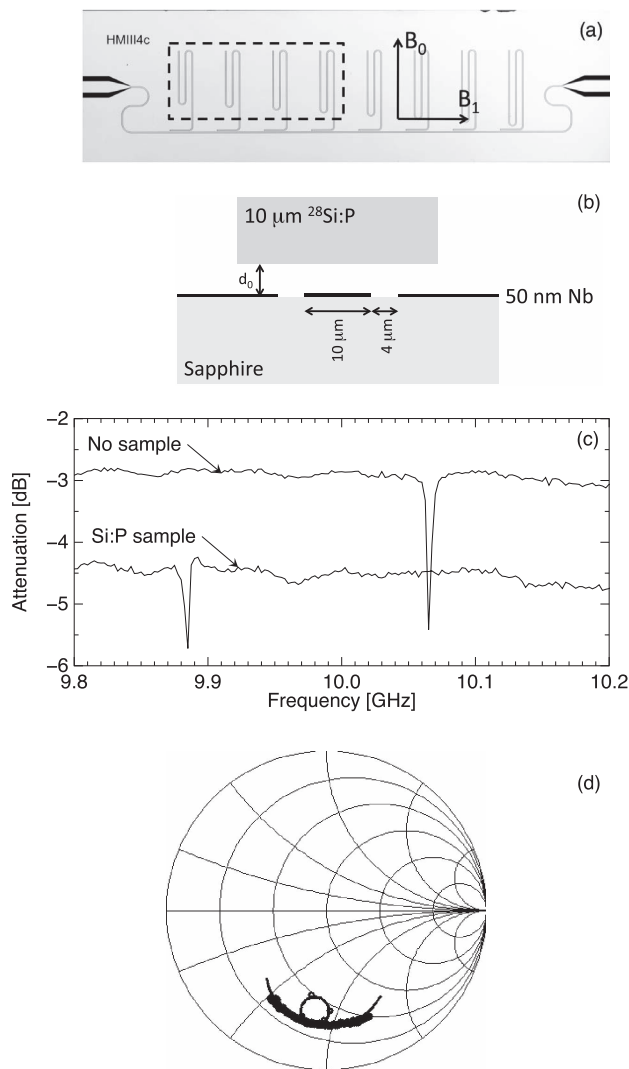 (a)
HMIII4c
B₀
B₁
(b)
10 μm ²⁸Si:P
d₀
50 nm Nb
10 μm
4 μm
Sapphire
(c)
−2
−3
−4
−5
−6
Attenuation [dB]
No sample
Si:P sample
9.8 9.9 10.0 10.1 10.2
Frequency [GHz]
(d)